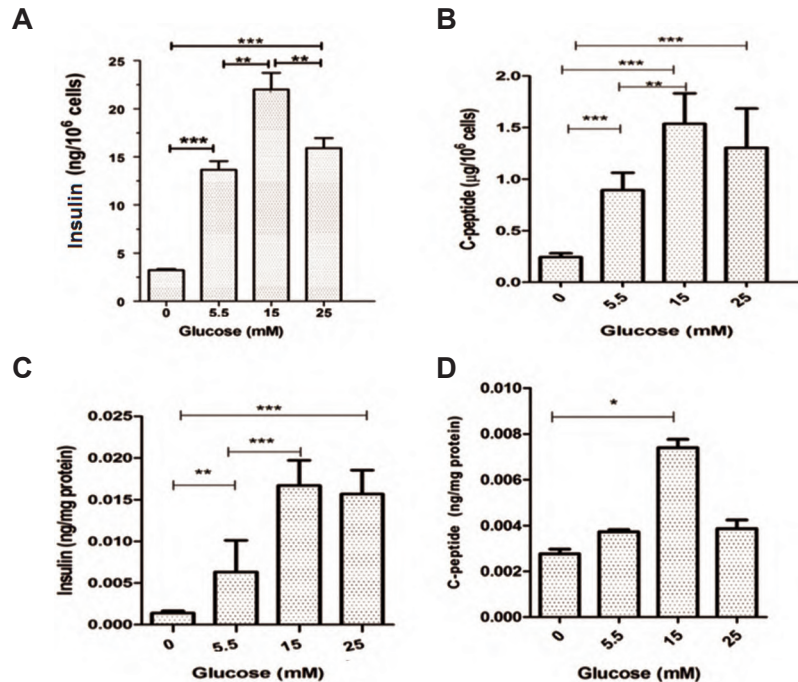 A
Insulin (ng/10⁶ cells)
25
20
15
10
5
0
***
**
**
***
0 5.5 15 25
Glucose (mM)
B
C-peptide (µg/10⁶ cells)
2.0
1.5
1.0
0.5
0.0
***
***
**
***
0 5.5 15 25
Glucose (mM)
C
Insulin (ng/mg protein)
0.025
0.020
0.015
0.010
0.005
0.000
***
***
**
0 5.5 15 25
Glucose (mM)
D
C-peptide (ng/mg protein)
0.010
0.008
0.006
0.004
0.002
0.000
*
0 5.5 15 25
Glucose (mM)